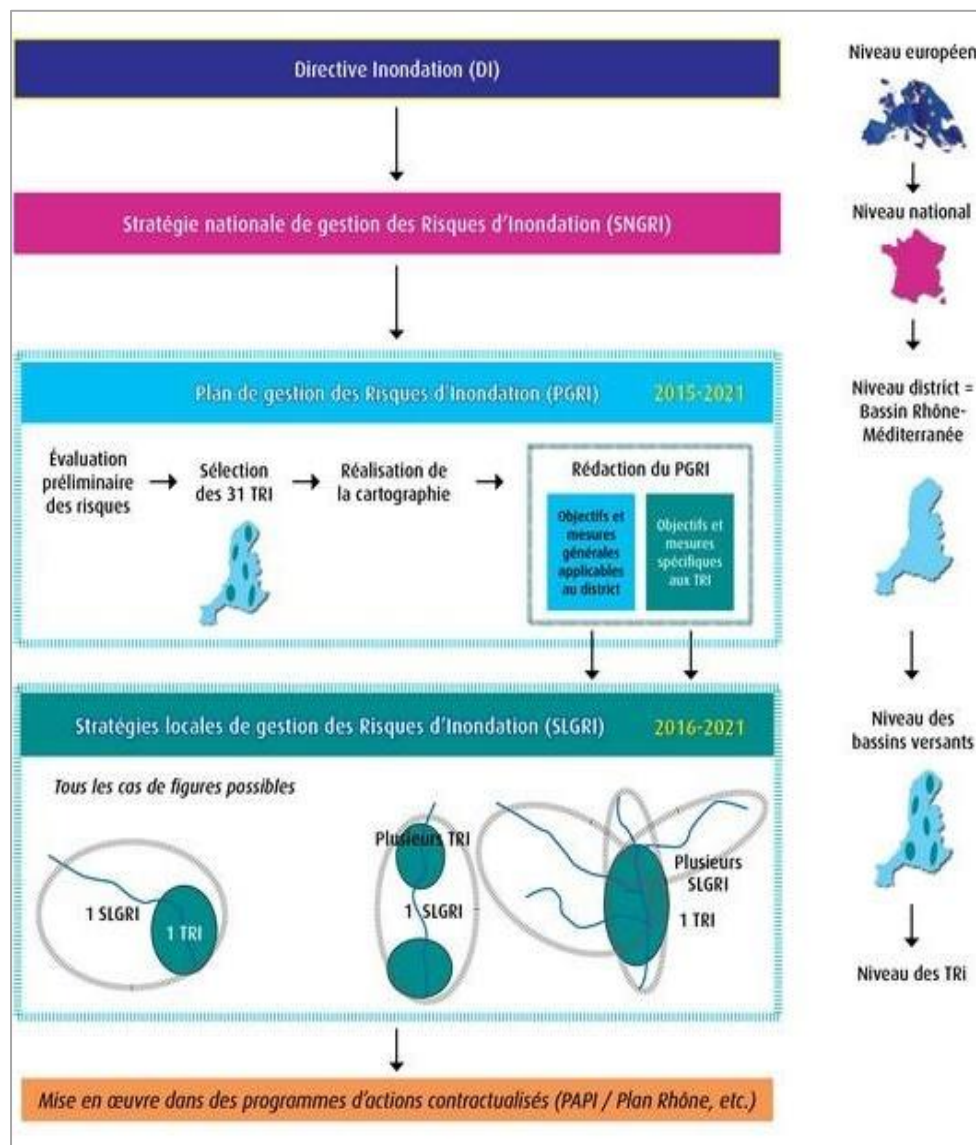 Directive Inondation (DI)
Niveau européen
Stratégie nationale de gestion des Risques d'Inondation (SNGRI)
Niveau national
Plan de gestion des Risques d'Inondation (PGRI) 2015-2021
Niveau district =
Bassin Rhône-
Méditerranée
Évaluation
préliminaire
des risques
Sélection
des 31 TRI
Réalisation de
la cartographie
Rédaction du PGRI
Objectifs et
mesures
générales
applicables
au district
Objectifs et
mesures
spécifiques
aux TRI
Stratégies locales de gestion des Risques d'Inondation (SLGRI) 2016-2021
Niveau des
bassins versants
Tous les cas de figures possibles
1 SLGRI
1 TRI
Plusieurs TRI
1 SLGRI
Plusieurs
SLGRI
1 TRI
Niveau des TRi
Mise en œuvre dans des programmes d'actions contractualisés (PAPI / Plan Rhône, etc.)